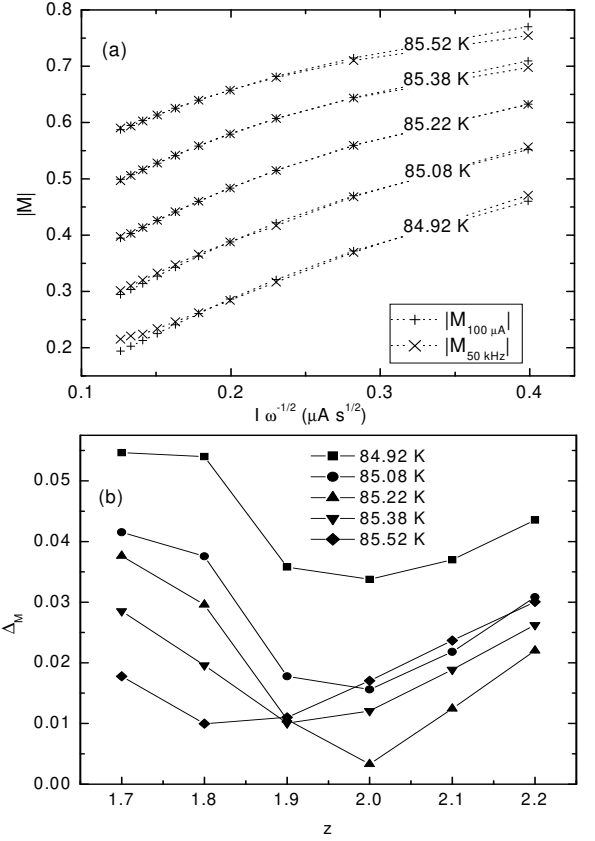 (a)
0.8
0.7
0.6
0.5
0.4
0.3
0.2
|M|
85.52 K
85.38 K
85.22 K
85.08 K
84.92 K
|M100 μA|
|M50 kHz|
0.1 0.2 0.3 0.4
I ω-1/2 (μA s1/2)
(b)
84.92 K
85.08 K
85.22 K
85.38 K
85.52 K
0.05
0.04
0.03
0.02
0.01
0.00
ΔM
1.7 1.8 1.9 2.0 2.1 2.2
z